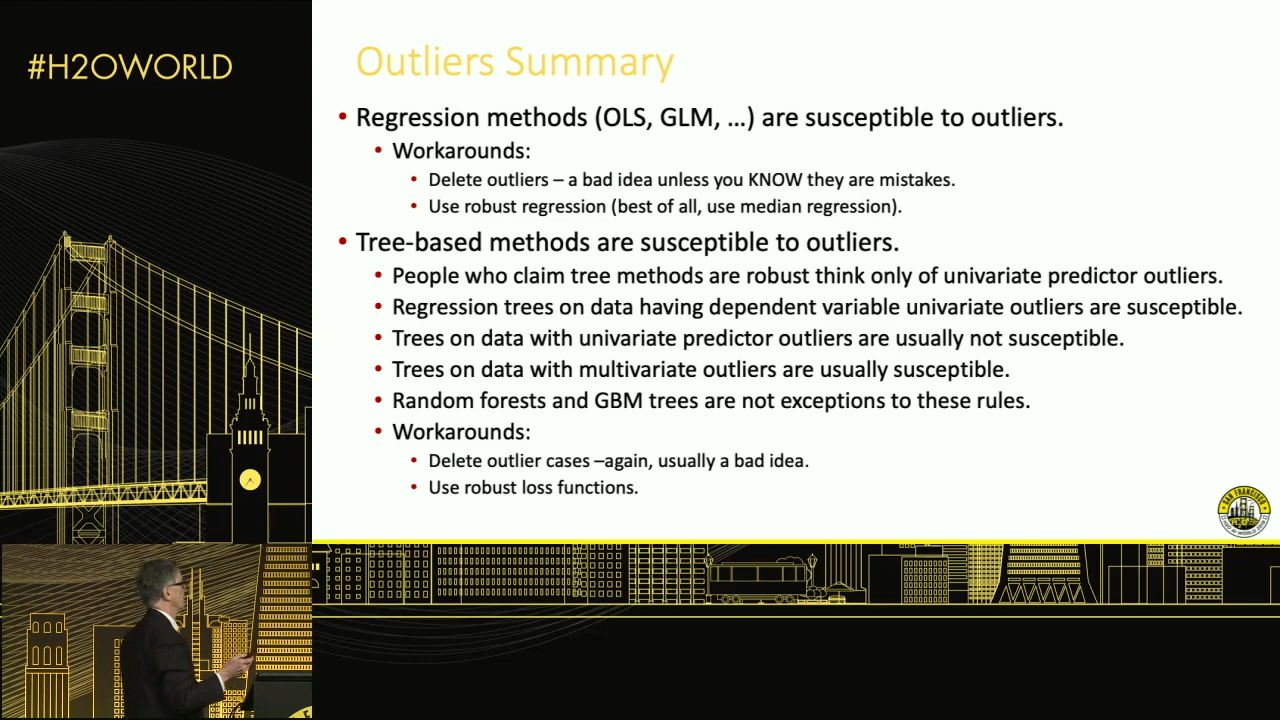 #H2OWORLD
Outliers Summary
• Regression methods (OLS, GLM, …) are susceptible to outliers.
• Workarounds:
• Delete outliers – a bad idea unless you KNOW they are mistakes.
• Use robust regression (best of all, use median regression).
• Tree-based methods are susceptible to outliers.
• People who claim tree methods are robust think only of univariate predictor outliers.
• Regression trees on data having dependent variable univariate outliers are susceptible.
• Trees on data with univariate predictor outliers are usually not susceptible.
• Trees on data with multivariate outliers are usually susceptible.
• Random forests and GBM trees are not exceptions to these rules.
• Workarounds:
• Delete outlier cases –again, usually a bad idea.
• Use robust loss functions.
SAN FRANCISCO